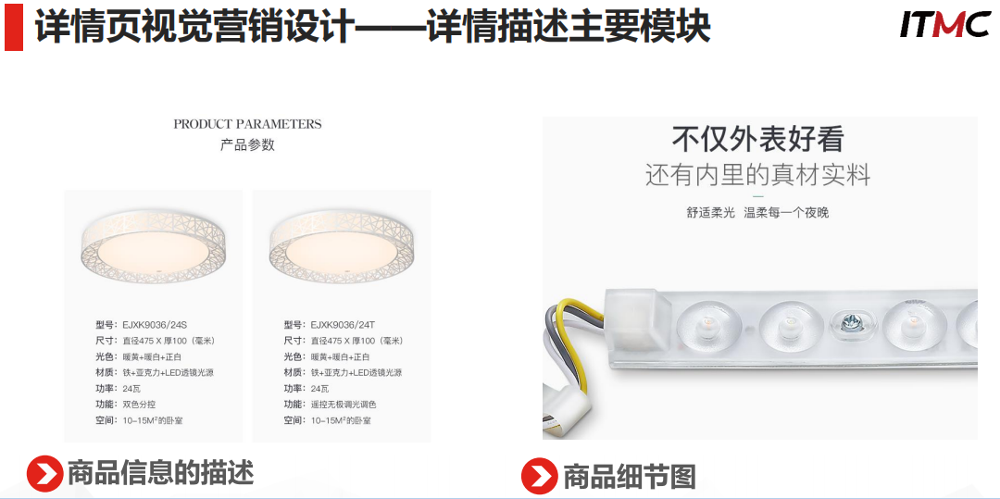 详情页视觉营销设计——详情描述主要模块
ITMC
PRODUCT PARAMETERS
产品参数
型号：EJXK9036/24S
尺寸：直径475 X 厚100（毫米）
光色：暖黄+暖白+正白
材质：铁+亚克力+LED透镜光源
功率：24瓦
功能：双色分控
空间：10~15M²的卧室
型号：EJXK9036/24T
尺寸：直径475 X 厚100（毫米）
光色：暖黄+暖白+正白
材质：铁+亚克力+LED透镜光源
功率：24瓦
功能：遥控无极调光调色
空间：10~15M²的卧室
商品信息的描述
不仅外表好看
还有内里的真材实料
舒适柔光 温柔每一个夜晚
商品细节图